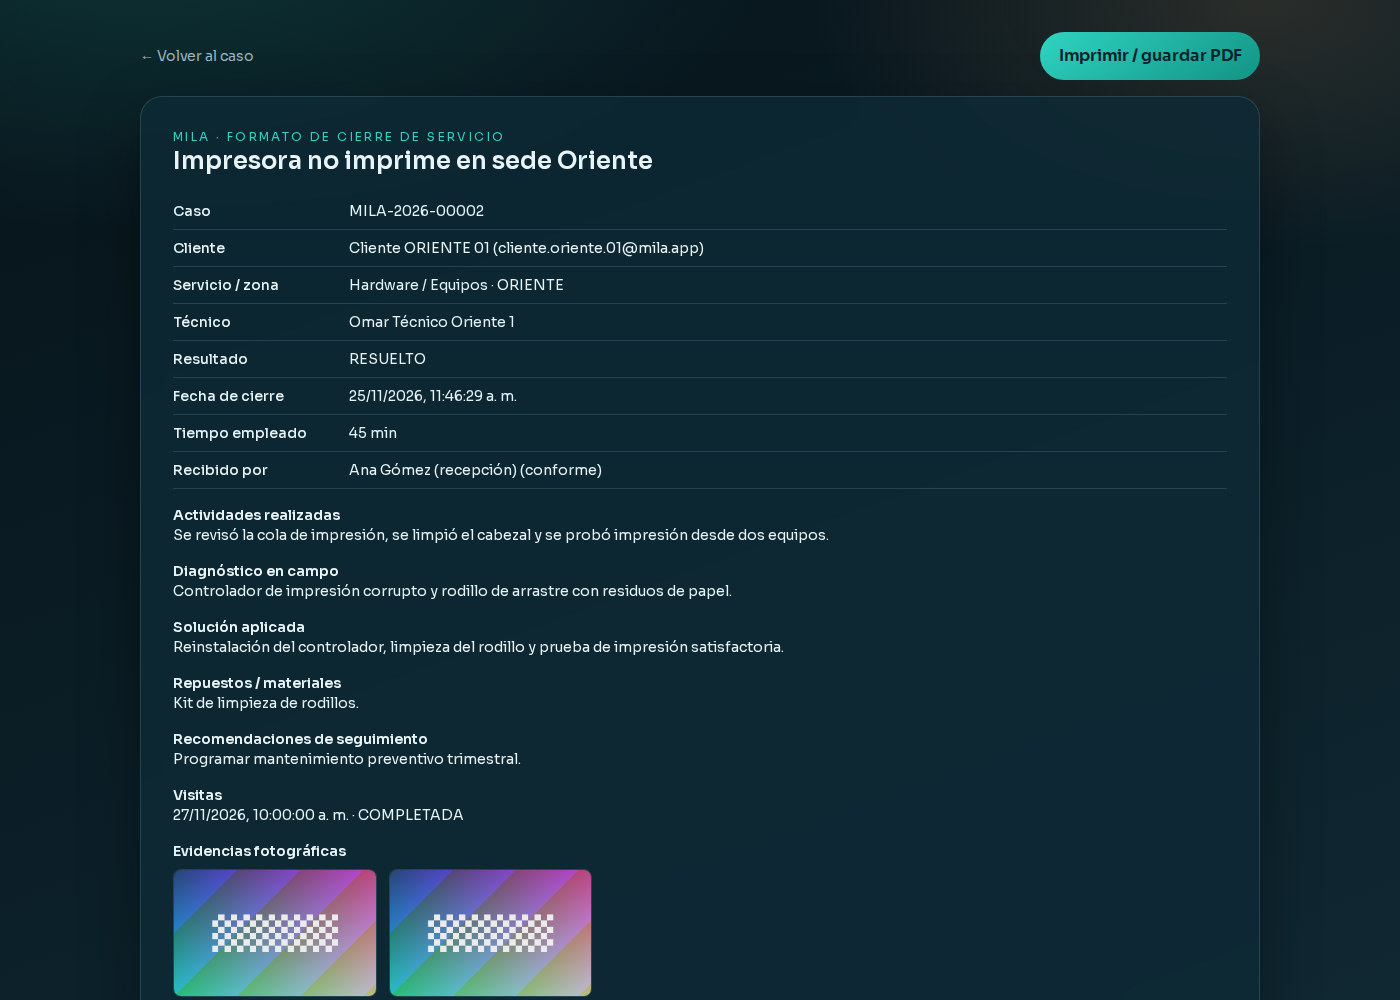 ← Volver al caso
Imprimir / guardar PDF
MILA · FORMATO DE CIERRE DE SERVICIO
Impresora no imprime en sede Oriente
Caso MILA-2026-00002
Cliente Cliente ORIENTE 01 (cliente.oriente.01@mila.app)
Servicio / zona Hardware / Equipos · ORIENTE
Técnico Omar Técnico Oriente 1
Resultado RESUELTO
Fecha de cierre 25/11/2026, 11:46:29 a. m.
Tiempo empleado 45 min
Recibido por Ana Gómez (recepción) (conforme)
Actividades realizadas
Se revisó la cola de impresión, se limpió el cabezal y se probó impresión desde dos equipos.
Diagnóstico en campo
Controlador de impresión corrupto y rodillo de arrastre con residuos de papel.
Solución aplicada
Reinstalación del controlador, limpieza del rodillo y prueba de impresión satisfactoria.
Repuestos / materiales
Kit de limpieza de rodillos.
Recomendaciones de seguimiento
Programar mantenimiento preventivo trimestral.
Visitas
27/11/2026, 10:00:00 a. m. · COMPLETADA
Evidencias fotográficas